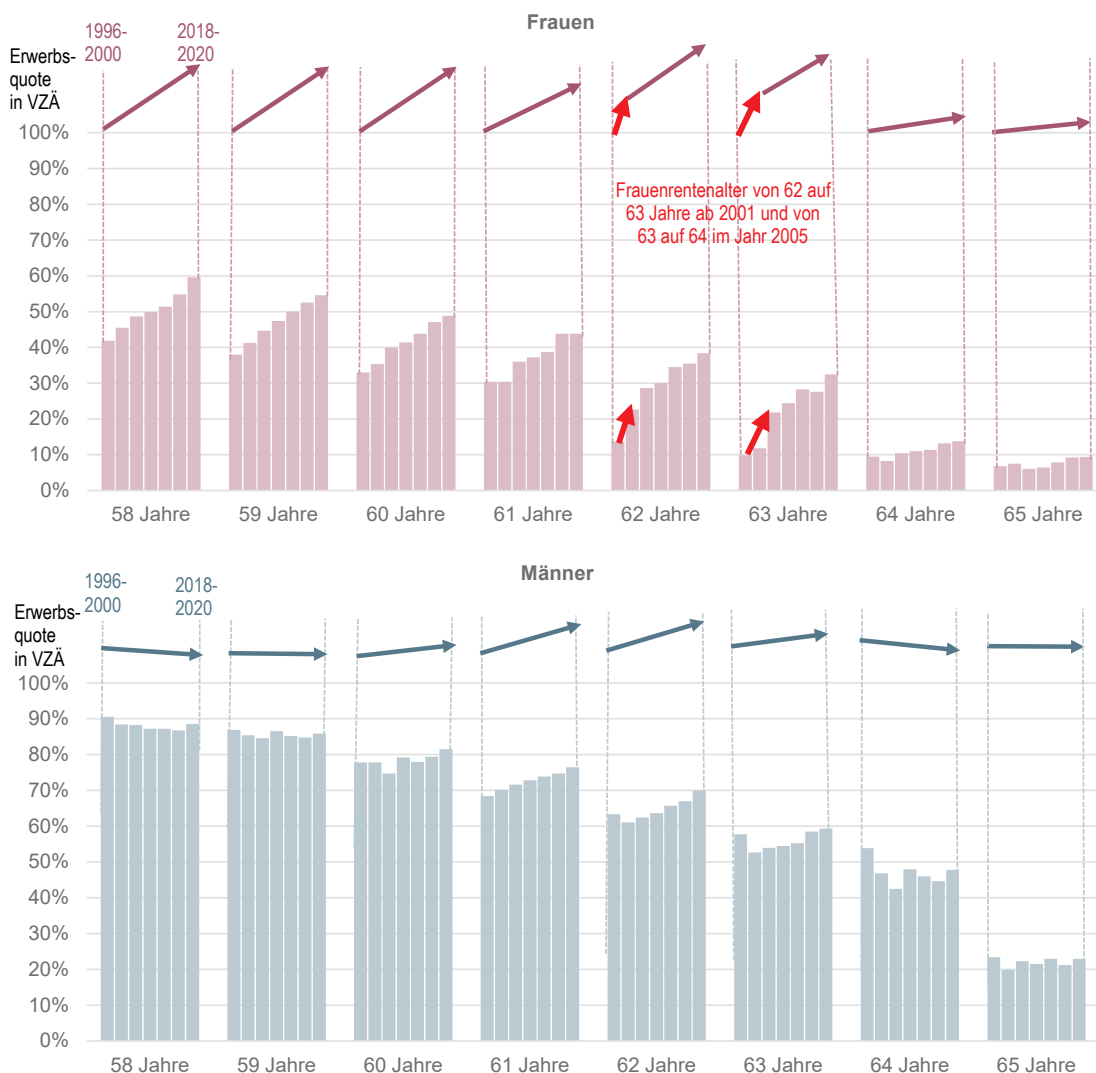 Frauen
1996-
2000
2018-
2020
Erwerbs-
quote
in VZÄ
100%
90%
80%
70%
60%
50%
40%
30%
20%
10%
0%
Frauenrentenalter von 62 auf
63 Jahre ab 2001 und von
63 auf 64 im Jahr 2005
58 Jahre
59 Jahre
60 Jahre
61 Jahre
62 Jahre
63 Jahre
64 Jahre
65 Jahre
Männer
1996-
2000
2018-
2020
Erwerbs-
quote
in VZÄ
100%
90%
80%
70%
60%
50%
40%
30%
20%
10%
0%
58 Jahre
59 Jahre
60 Jahre
61 Jahre
62 Jahre
63 Jahre
64 Jahre
65 Jahre